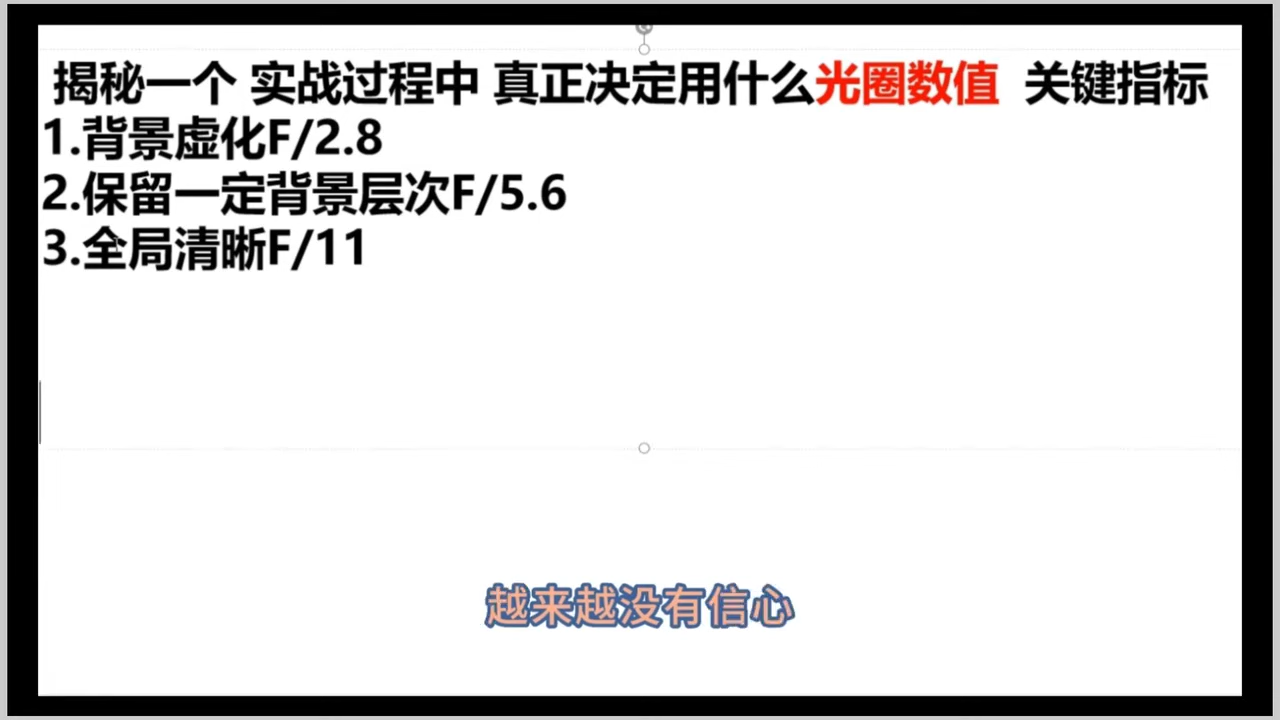 揭秘一个 实战过程中 真正决定用什么光圈数值 关键指标
1.背景虚化F/2.8
2.保留一定背景层次F/5.6
3.全局清晰F/11
越来越没有信心